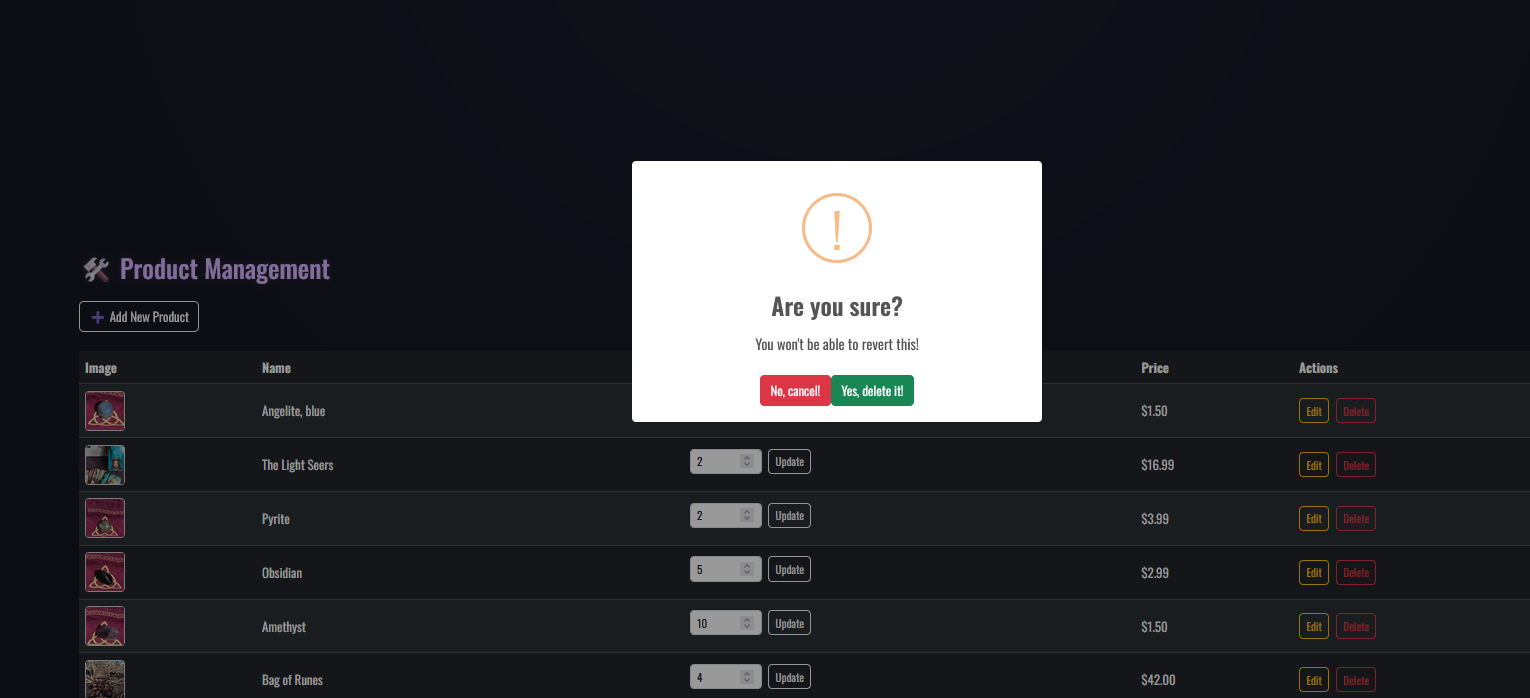 Are you sure?
You won't be able to revert this!
No, cancel! Yes, delete it!
Product Management
Add New Product
Image Name Price Actions
Angelite, blue $1.50 Edit Delete
The Light Seers 2 Update $16.99 Edit Delete
Pyrite 2 Update $3.99 Edit Delete
Obsidian 5 Update $2.99 Edit Delete
Amethyst 10 Update $1.50 Edit Delete
Bag of Runes 4 Update $42.00 Edit Delete